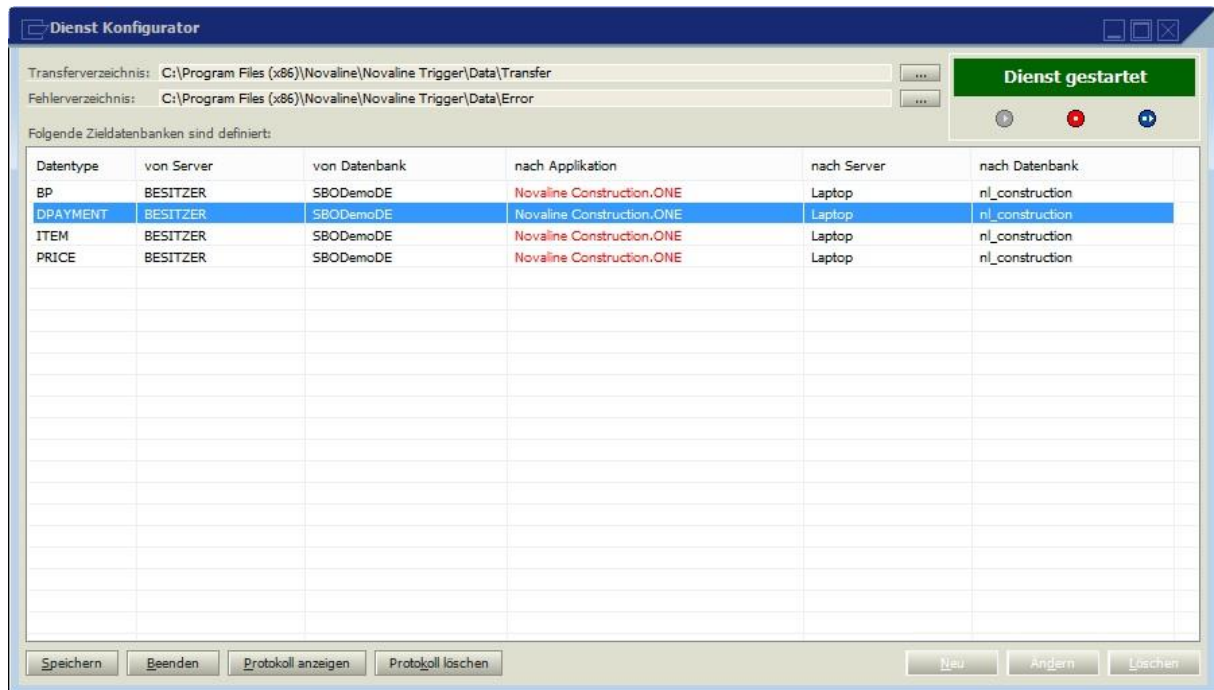 Dienst Konfigurator
Transferverzeichnis: C:\Program Files (x86)\Novaline\Novaline Trigger\Data\Transfer ...
Fehlerverzeichnis: C:\Program Files (x86)\Novaline\Novaline Trigger\Data\Error ...
Dienst gestartet
Folgende Zieldatenbanken sind definiert:
Datentype von Server von Datenbank nach Applikation nach Server nach Datenbank
BP BESITZER SBODemoDE Novaline Construction.ONE Laptop nl_construction
DPAYMENT BESITZER SBODemoDE Novaline Construction.ONE Laptop nl_construction
ITEM BESITZER SBODemoDE Novaline Construction.ONE Laptop nl_construction
PRICE BESITZER SBODemoDE Novaline Construction.ONE Laptop nl_construction
Speichern Beenden Protokoll anzeigen Protokoll löschen Neu Ändern Löschen